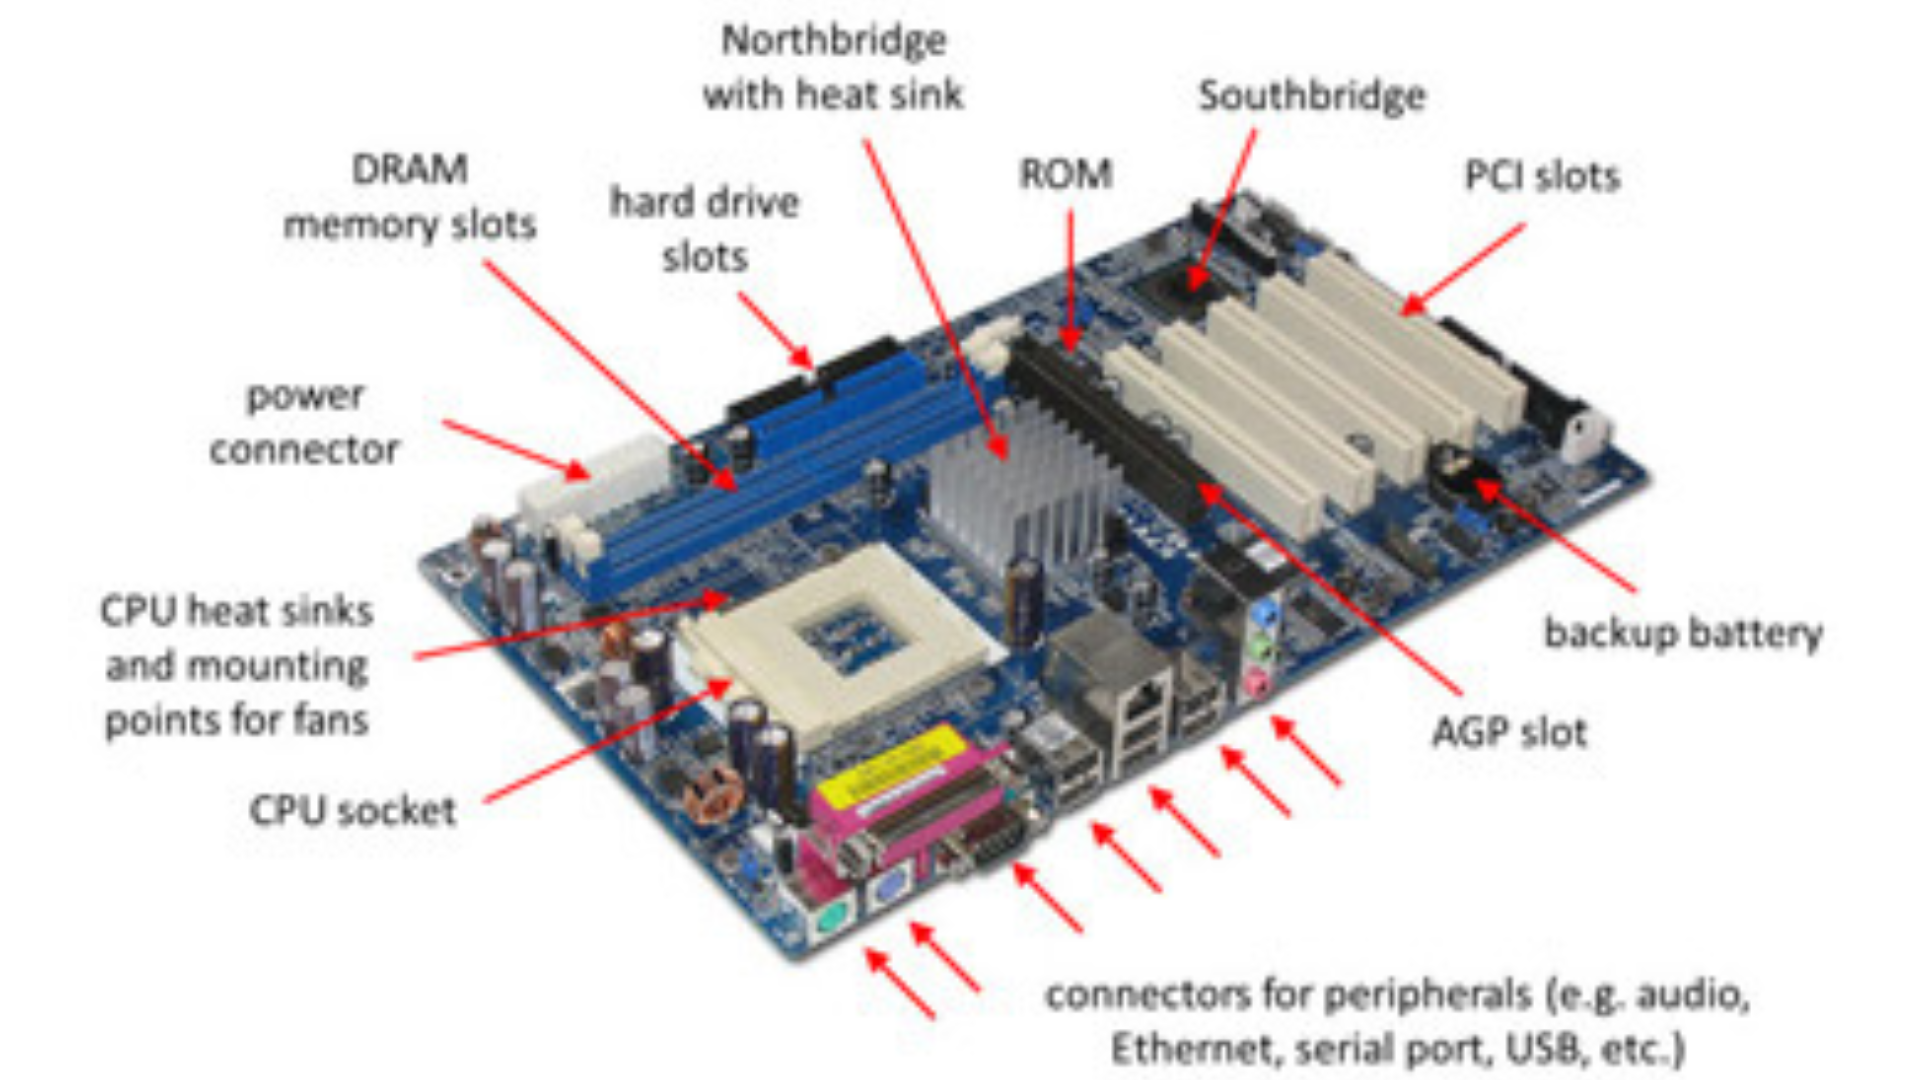 Northbridge
with heat sink
Southbridge
DRAM
memory slots
hard drive
slots
ROM
PCI slots
power
connector
CPU heat sinks
and mounting
points for fans
backup battery
AGP slot
CPU socket
connectors for peripherals (e.g. audio,
Ethernet, serial port, USB, etc.)